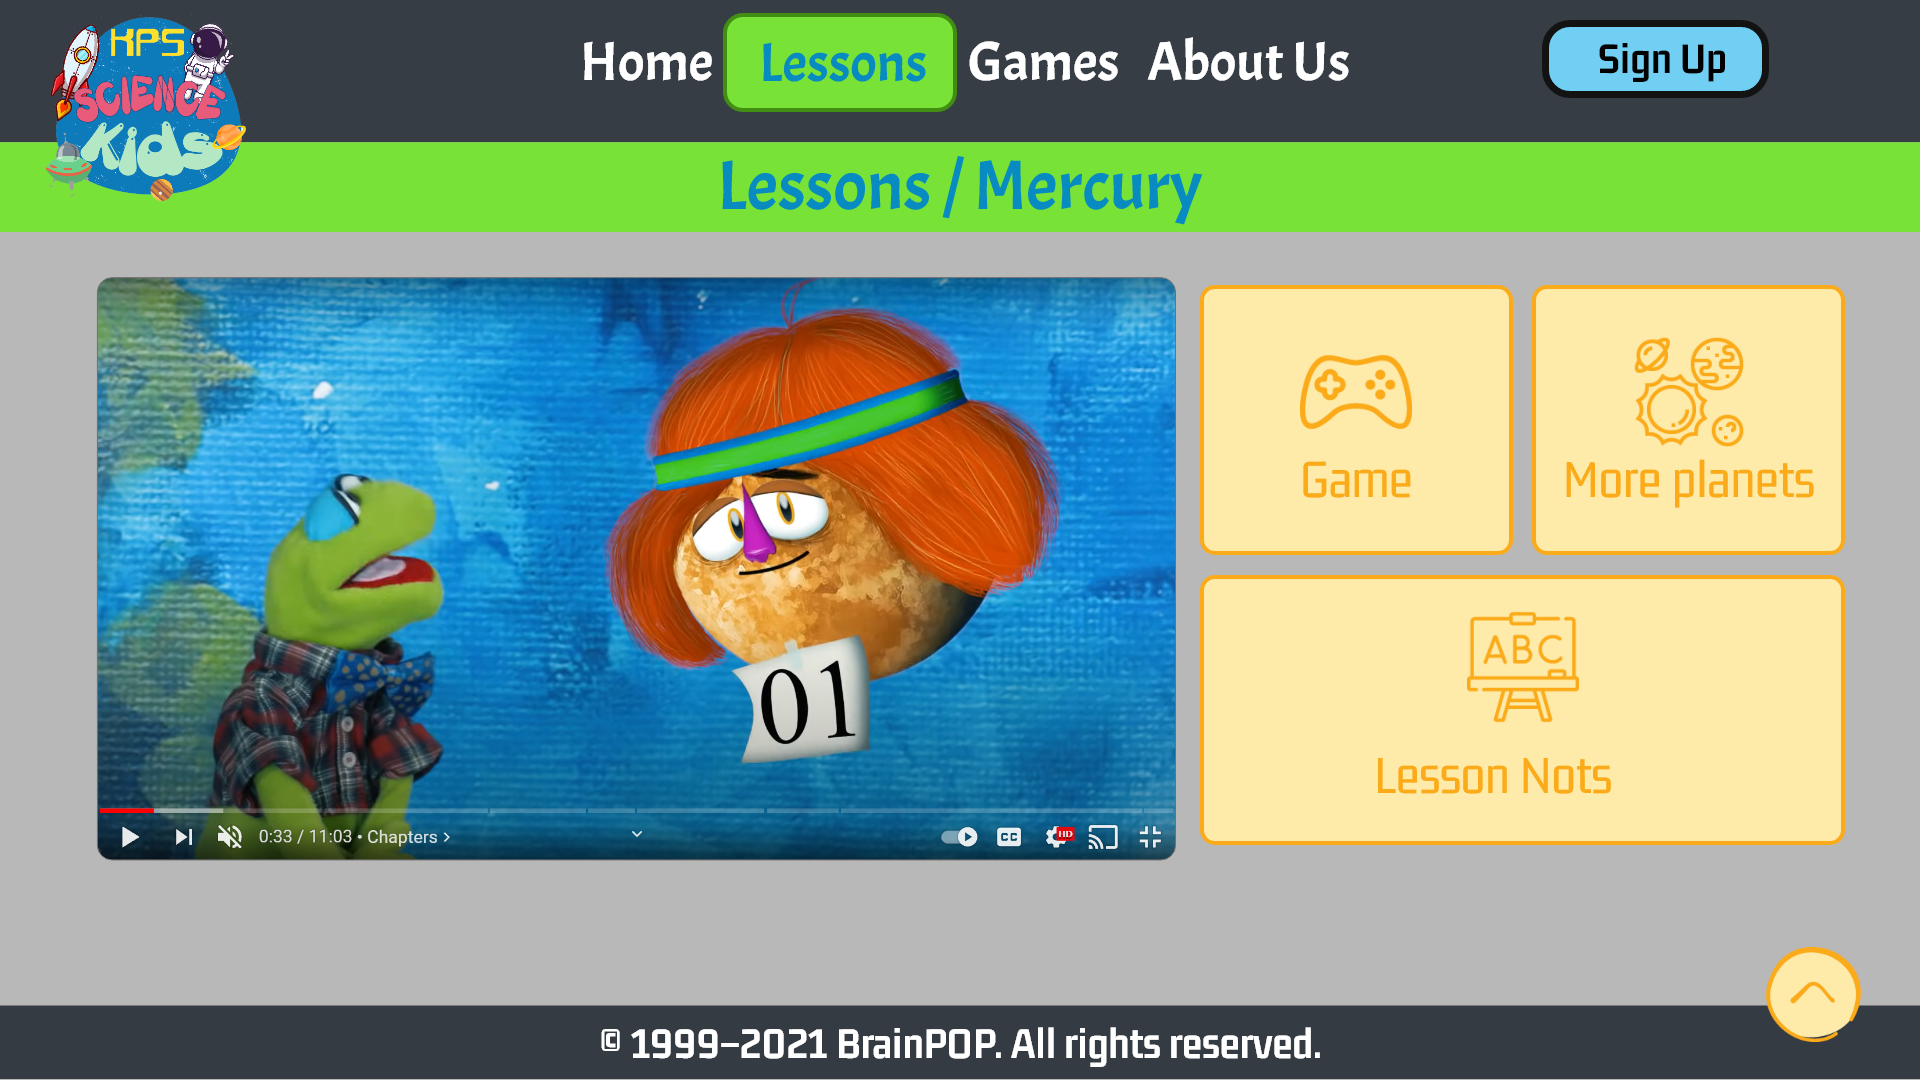 KPS
SCIENCE
Kids
Home Lessons Games About Us
Sign Up
Lessons / Mercury
01
0:33 / 11:03 • Chapters ›
CC
HD
Game
More planets
ABC
Lesson Nots
© 1999–2021 BrainPOP. All rights reserved.